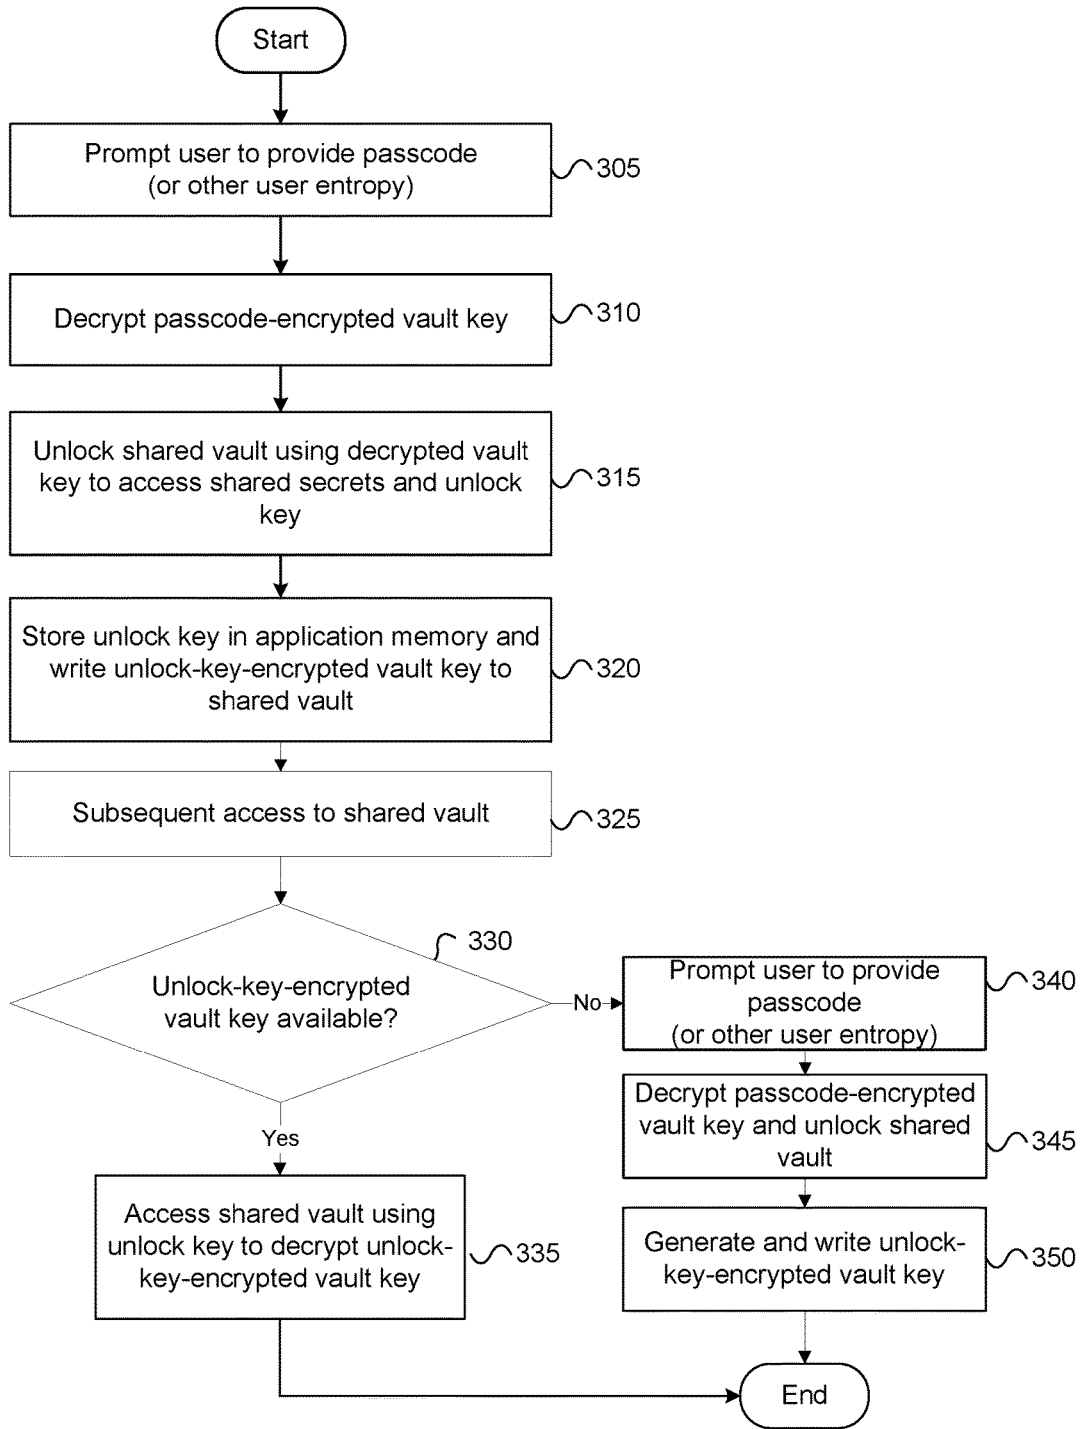 Start
Prompt user to provide passcode
(or other user entropy)
305
Decrypt passcode-encrypted vault key
310
Unlock shared vault using decrypted vault
key to access shared secrets and unlock
key
315
Store unlock key in application memory and
write unlock-key-encrypted vault key to
shared vault
320
Subsequent access to shared vault
325
330
Unlock-key-encrypted
vault key available?
No
Prompt user to provide
passcode
(or other user entropy)
340
Decrypt passcode-encrypted
vault key and unlock shared
vault
345
Yes
Access shared vault using
unlock key to decrypt unlock-
key-encrypted vault key
335
Generate and write unlock-
key-encrypted vault key
350
End